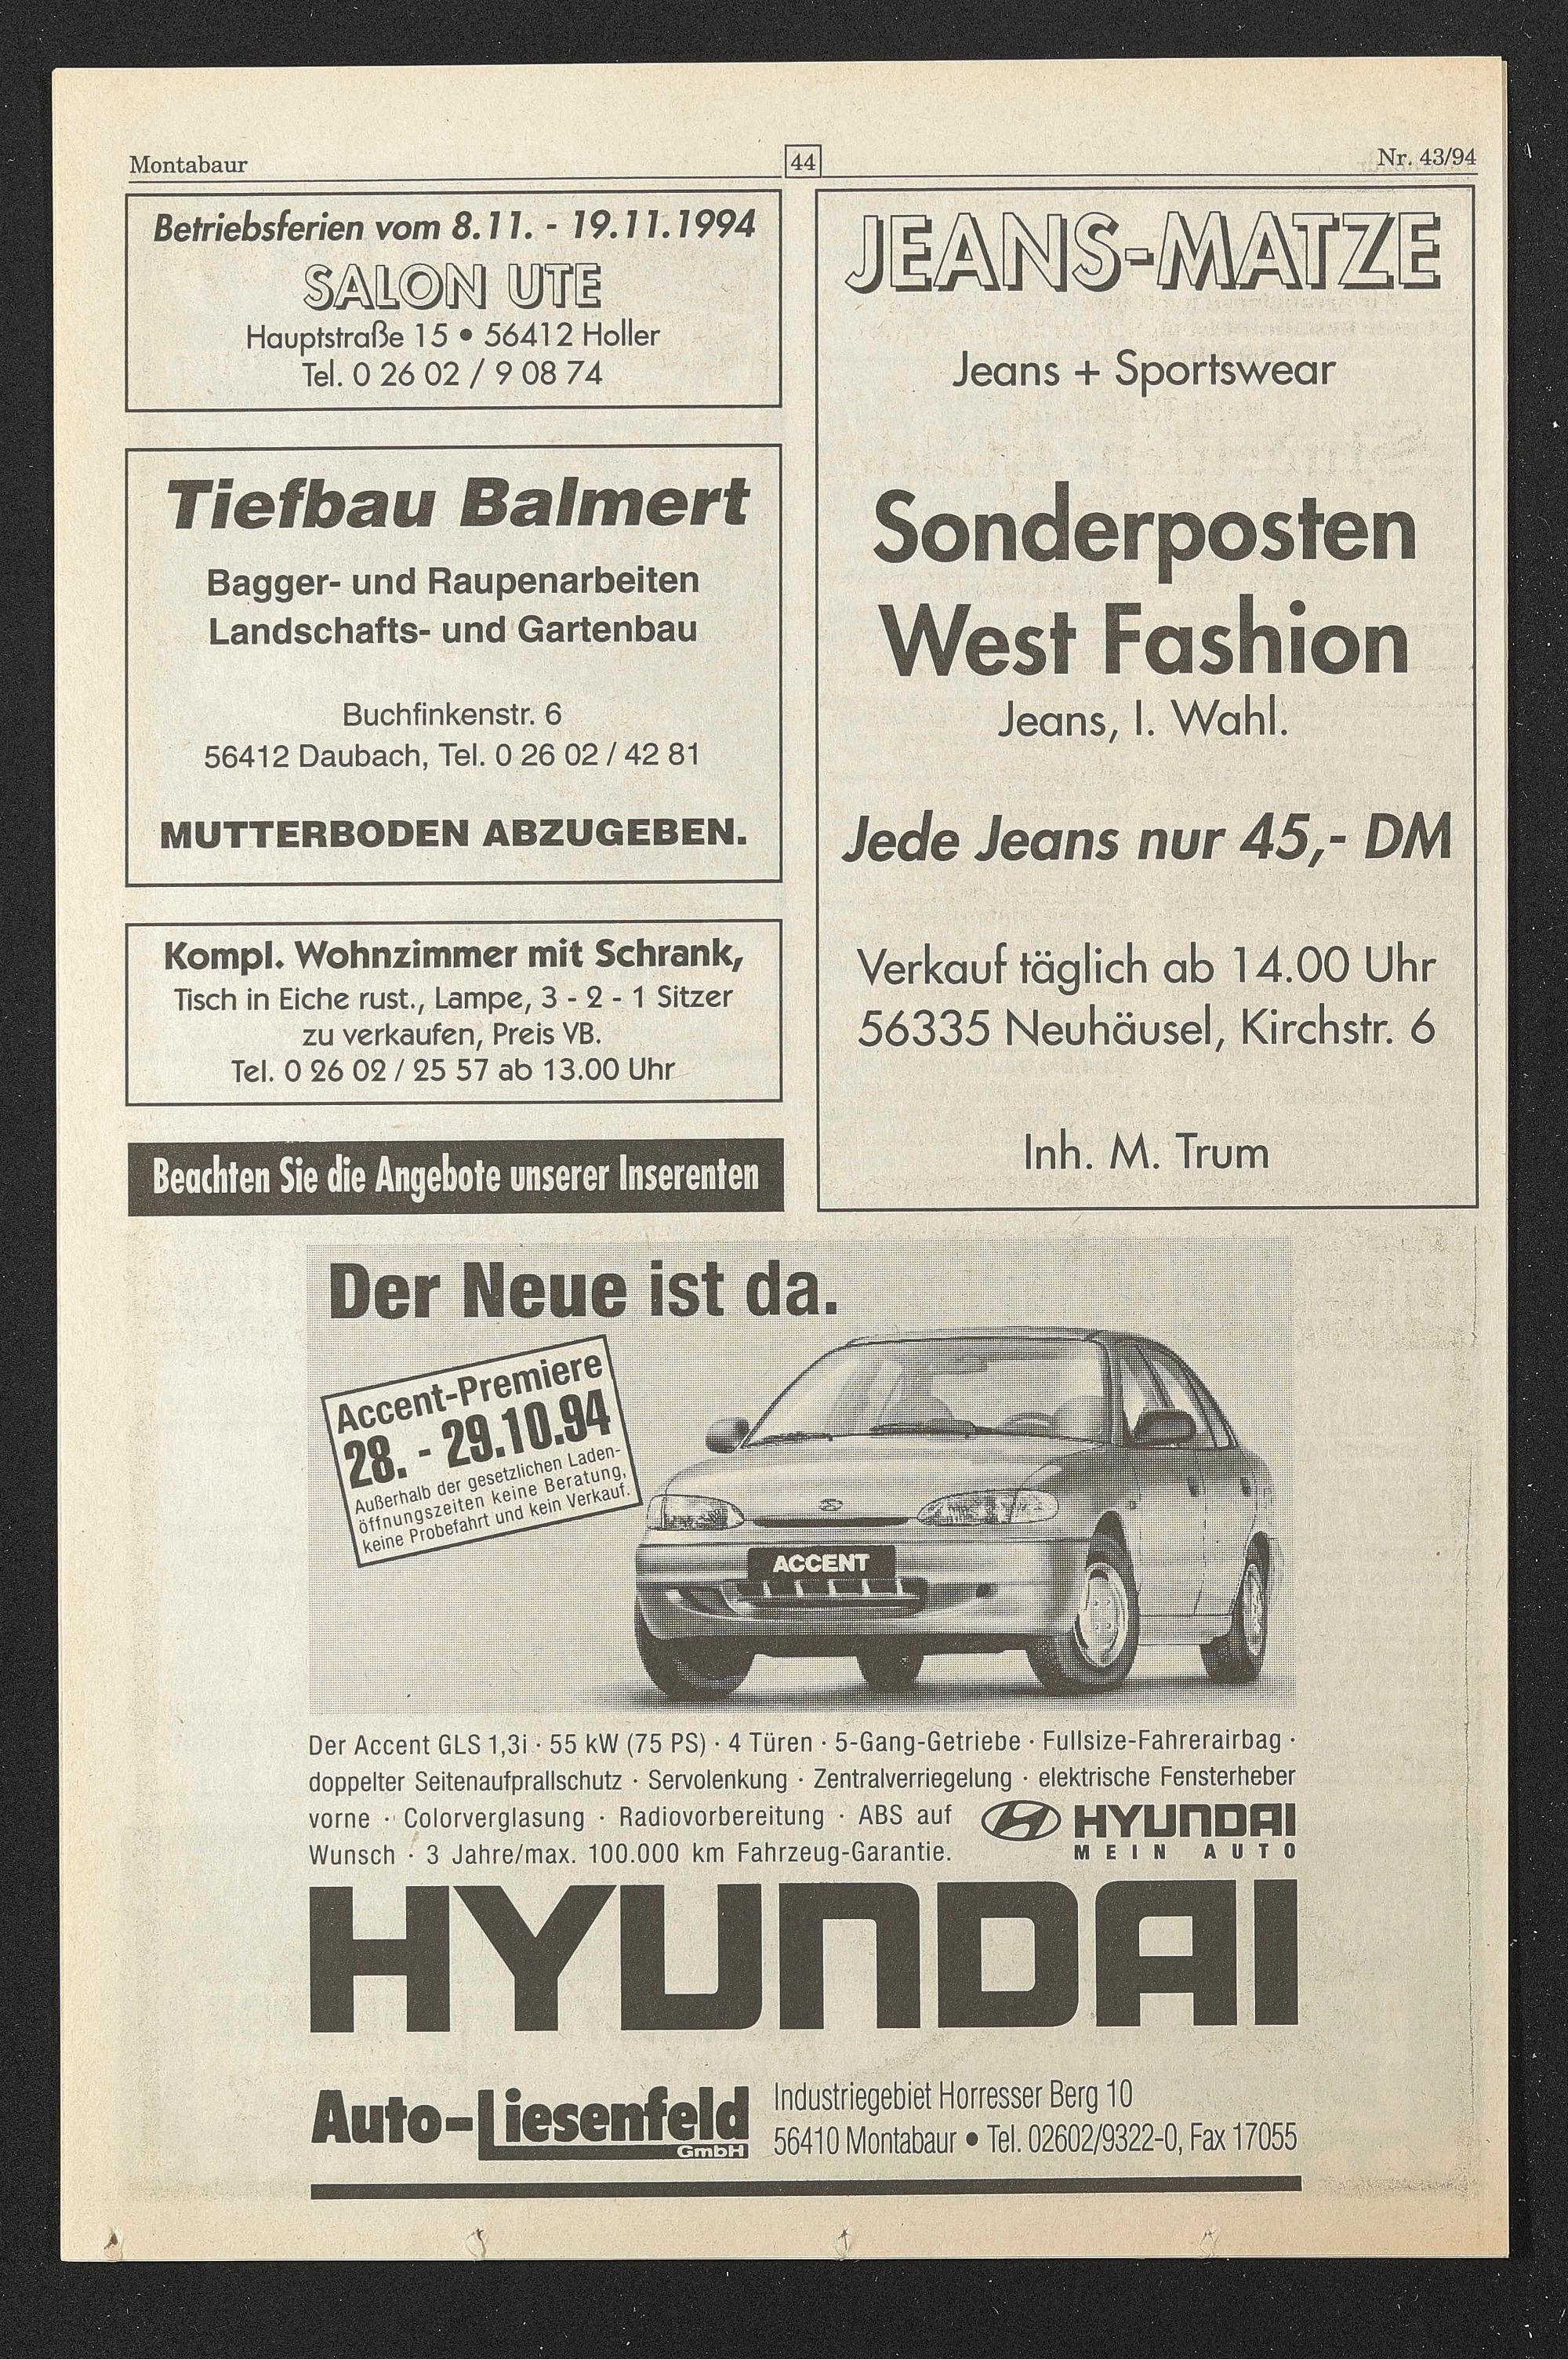 Montabaur
44
Nr. 43/94
Betriebsferien vom 8.11. - 19.11.1994
SALON UTE
Hauptstraße 15 • 56412 Holler
Tel. 0 26 02 / 9 08 74
Tiefbau Balmert
Bagger- und Raupenarbeiten
Landschafts- und Gartenbau
Buchfinkenstr. 6
56412 Daubach, Tel. 0 26 02 / 42 81
MUTTERBODEN ABZUGEBEN.
Kompl. Wohnzimmer mit Schrank,
Tisch in Eiche rust., Lampe, 3 - 2 - 1 Sitzer
zu verkaufen, Preis VB.
Tel. 0 26 02 / 25 57 ab 13.00 Uhr
Beachten Sie die Angebote unserer Inserenten
JEANS-MATZE
Jeans + Sportswear
Sonderposten
West Fashion
Jeans, I. Wahl.
Jede Jeans nur 45,- DM
Verkauf täglich ab 14.00 Uhr
56335 Neuhäusel, Kirchstr. 6
Inh. M. Trum
Der Neue ist da.
Accent-Premiere
28. - 29.10.94
Außerhalb der gesetzlichen Laden-
öffnungszeiten keine Beratung,
keine Probefahrt und kein Verkauf.
ACCENT
Der Accent GLS 1,3i · 55 kW (75 PS) · 4 Türen · 5-Gang-Getriebe · Fullsize-Fahrerairbag ·
doppelter Seitenaufprallschutz · Servolenkung · Zentralverriegelung · elektrische Fensterheber
vorne · Colorverglasung · Radiovorbereitung · ABS auf
Wunsch · 3 Jahre/max. 100.000 km Fahrzeug-Garantie.
HYUNDAI
MEIN AUTO
HYUNDAI
Auto-Liesenfeld
GmbH
Industriegebiet Horresser Berg 10
56410 Montabaur • Tel. 02602/9322-0, Fax 17055